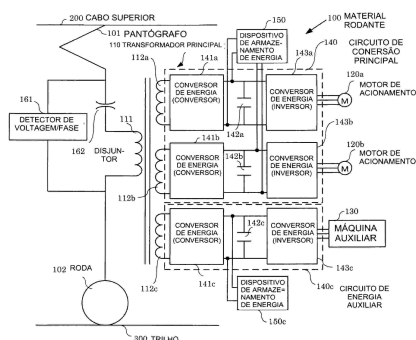 200 CABO SUPERIOR
101
PANTÓGRAFO
110 TRANSFORMADOR PRINCIPAL
150
DISPOSITIVO
DE ARMAZE-
NAMENTO
DE ENERGIA
100
MATERIAL
RODANTE
CIRCUITO
DE CONERSÃO
PRINCIPAL
140
161
DETECTOR DE
VOLTAGEM/FASE
162
DISJUNTOR
111
112a
141a
CONVERSOR
DE ENERGIA
(CONVERSOR)
142a
143a
CONVERSOR
DE ENERGIA
(INVERSOR)
120a
M
MOTOR DE
ACIONAMENTO
112b
141b
CONVERSOR
DE ENERGIA
(CONVERSOR)
142b
143b
CONVERSOR
DE ENERGIA
(INVERSOR)
120b
M
MOTOR DE
ACIONAMENTO
112c
CONVERSOR
DE ENERGIA
(CONVERSOR)
141c
142c
CONVERSOR
DE ENERGIA
(INVERSOR)
143c
130
MÁQUINA
AUXILIAR
140c
CIRCUITO DE
ENERGIA
AUXILIAR
DISPOSITIVO
DE ARMAZE=
NAMENTO
DE ENERGIA
150c
102 RODA
300 TRILHO